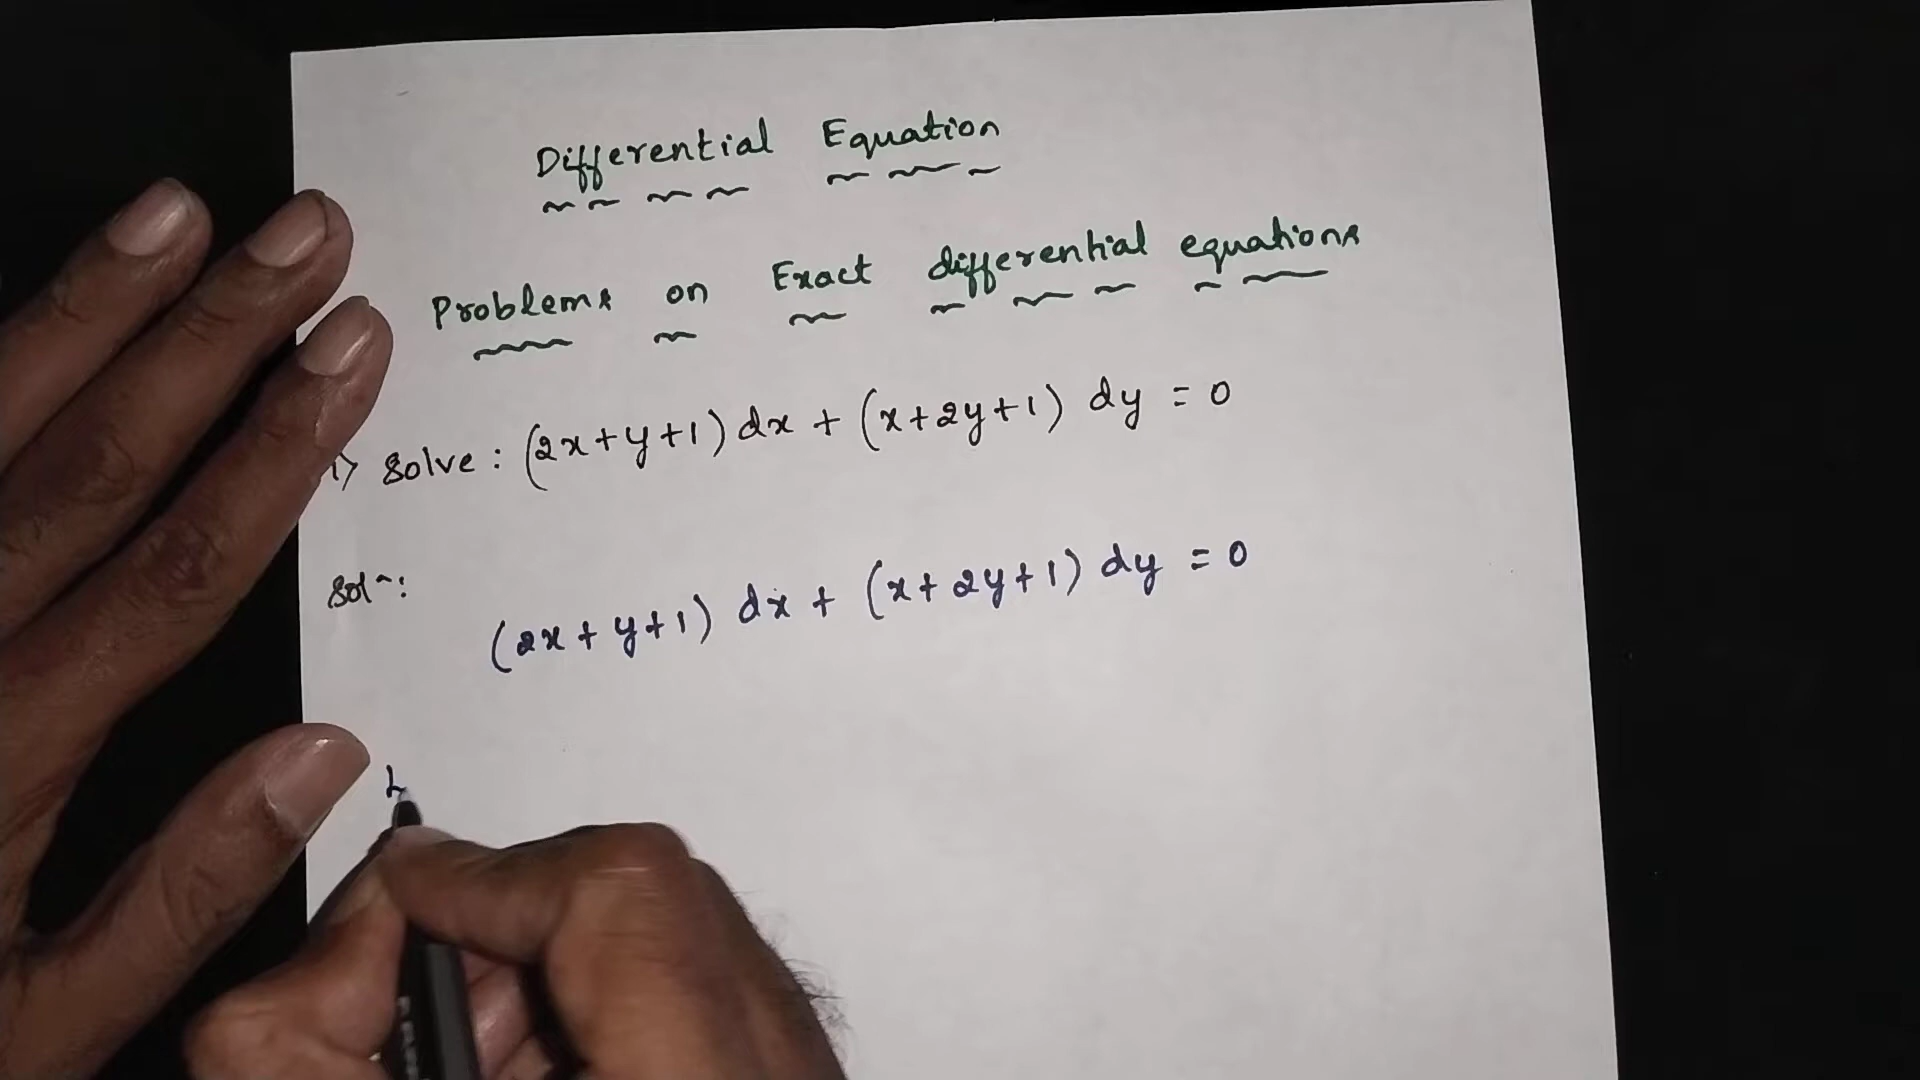 Differential Equation
Problems on Exact differential equations
1) Solve : (2x+y+1) dx + (x+2y+1) dy = 0
Sol~:
(2x+y+1) dx + (x+2y+1) dy = 0